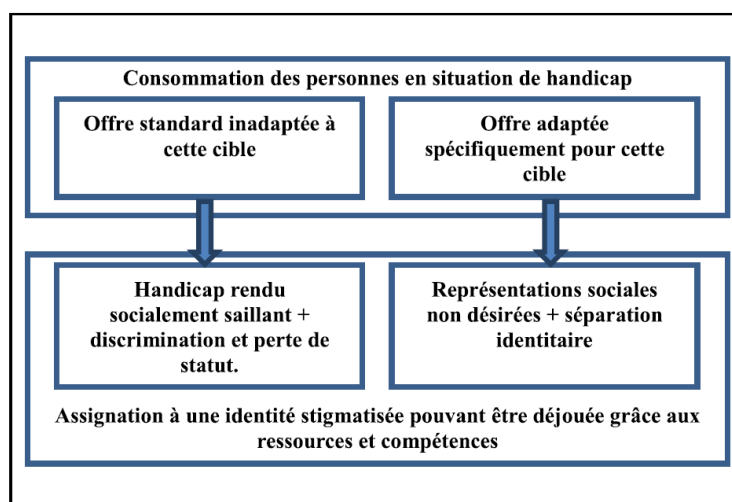 Consommation des personnes en situation de handicap
Offre standard inadaptée à
cette cible
Offre adaptée
spécifiquement pour cette
cible
Handicap rendu
socialement saillant +
discrimination et perte de
statut.
Représentations sociales
non désirées + séparation
identitaire
Assignation à une identité stigmatisée pouvant être déjouée grâce aux
ressources et compétences